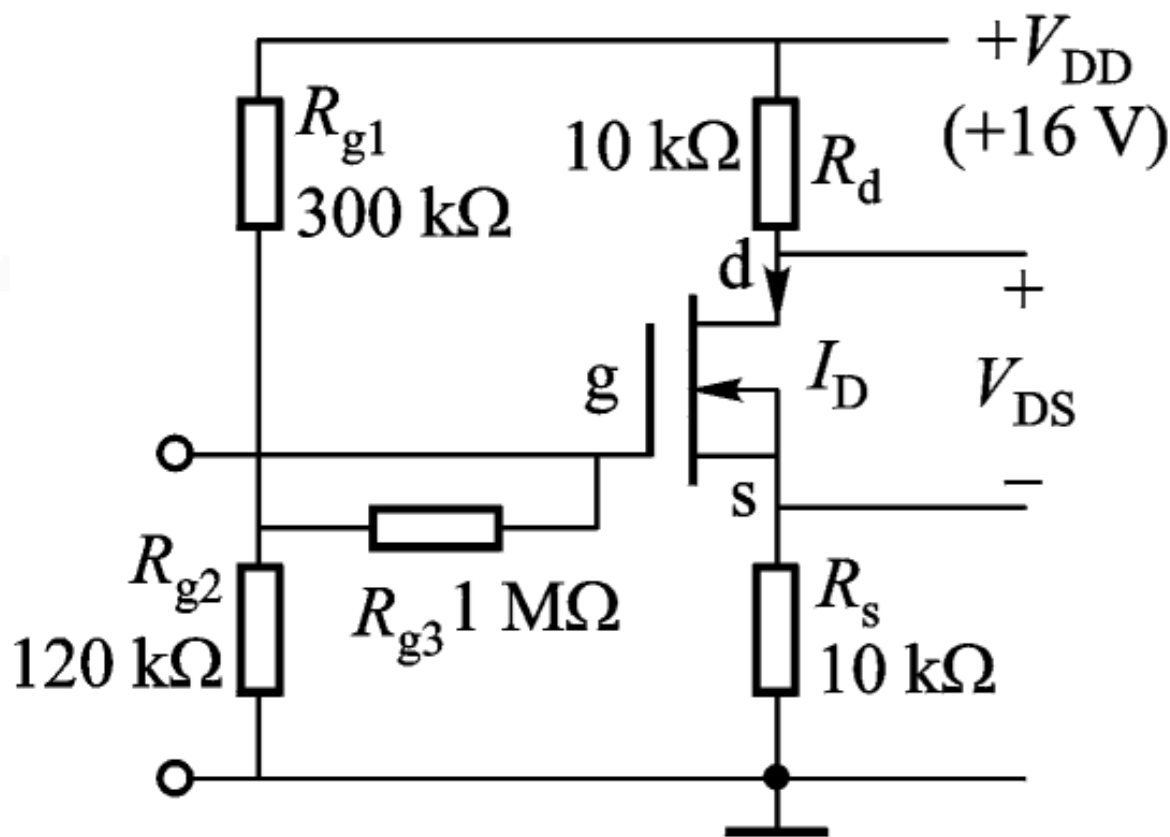 +V_DD
(+16 V)
R_g1
300 kΩ
10 kΩ
R_d
d
+
g
I_D
V_DS
s
−
R_g2
120 kΩ
R_g3 1 MΩ
R_s
10 kΩ